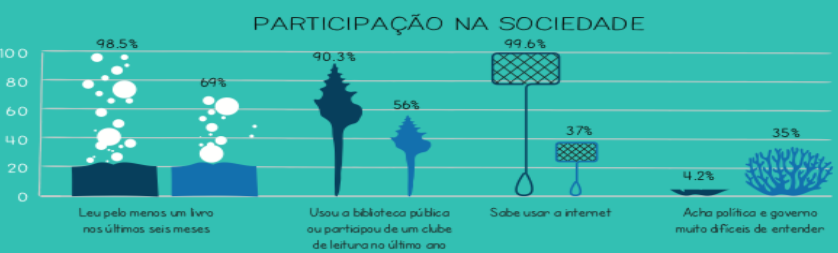 PARTICIPAÇÃO NA SOCIEDADE
98.5%
69%
90.3%
56%
99.6%
37%
4.2%
35%
100
80
60
40
20
0
Leu pelo menos um livro
nos últimos seis meses
Usou a biblioteca pública
ou participou de um clube
de leitura no último ano
Sabe usar a internet
Acha política e governo
muito difíceis de entender